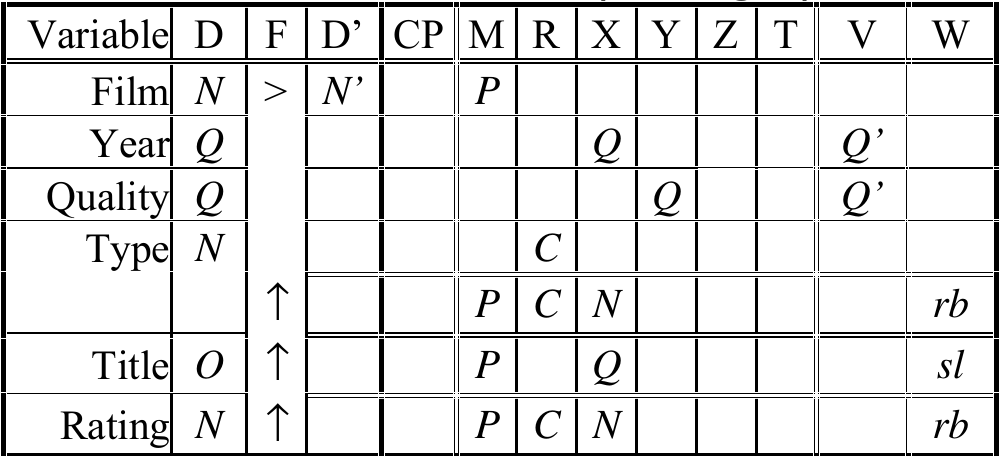 Variable D F D’ CP M R X Y Z T V W
Film N > N’ P
Year Q Q Q’
Quality Q Q Q’
Type N C
↑ P C N rb
Title O ↑ P Q sl
Rating N ↑ P C N rb